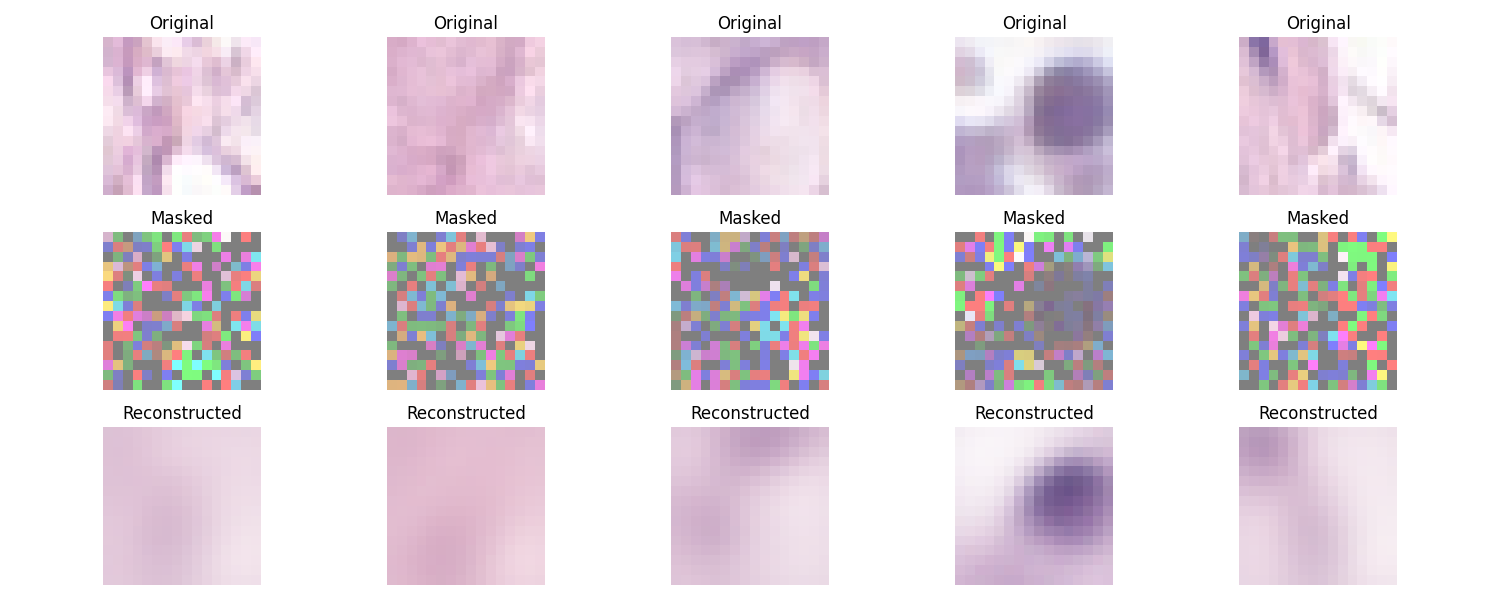 Original Original Original Original Original
Masked Masked Masked Masked Masked
Reconstructed Reconstructed Reconstructed Reconstructed Reconstructed